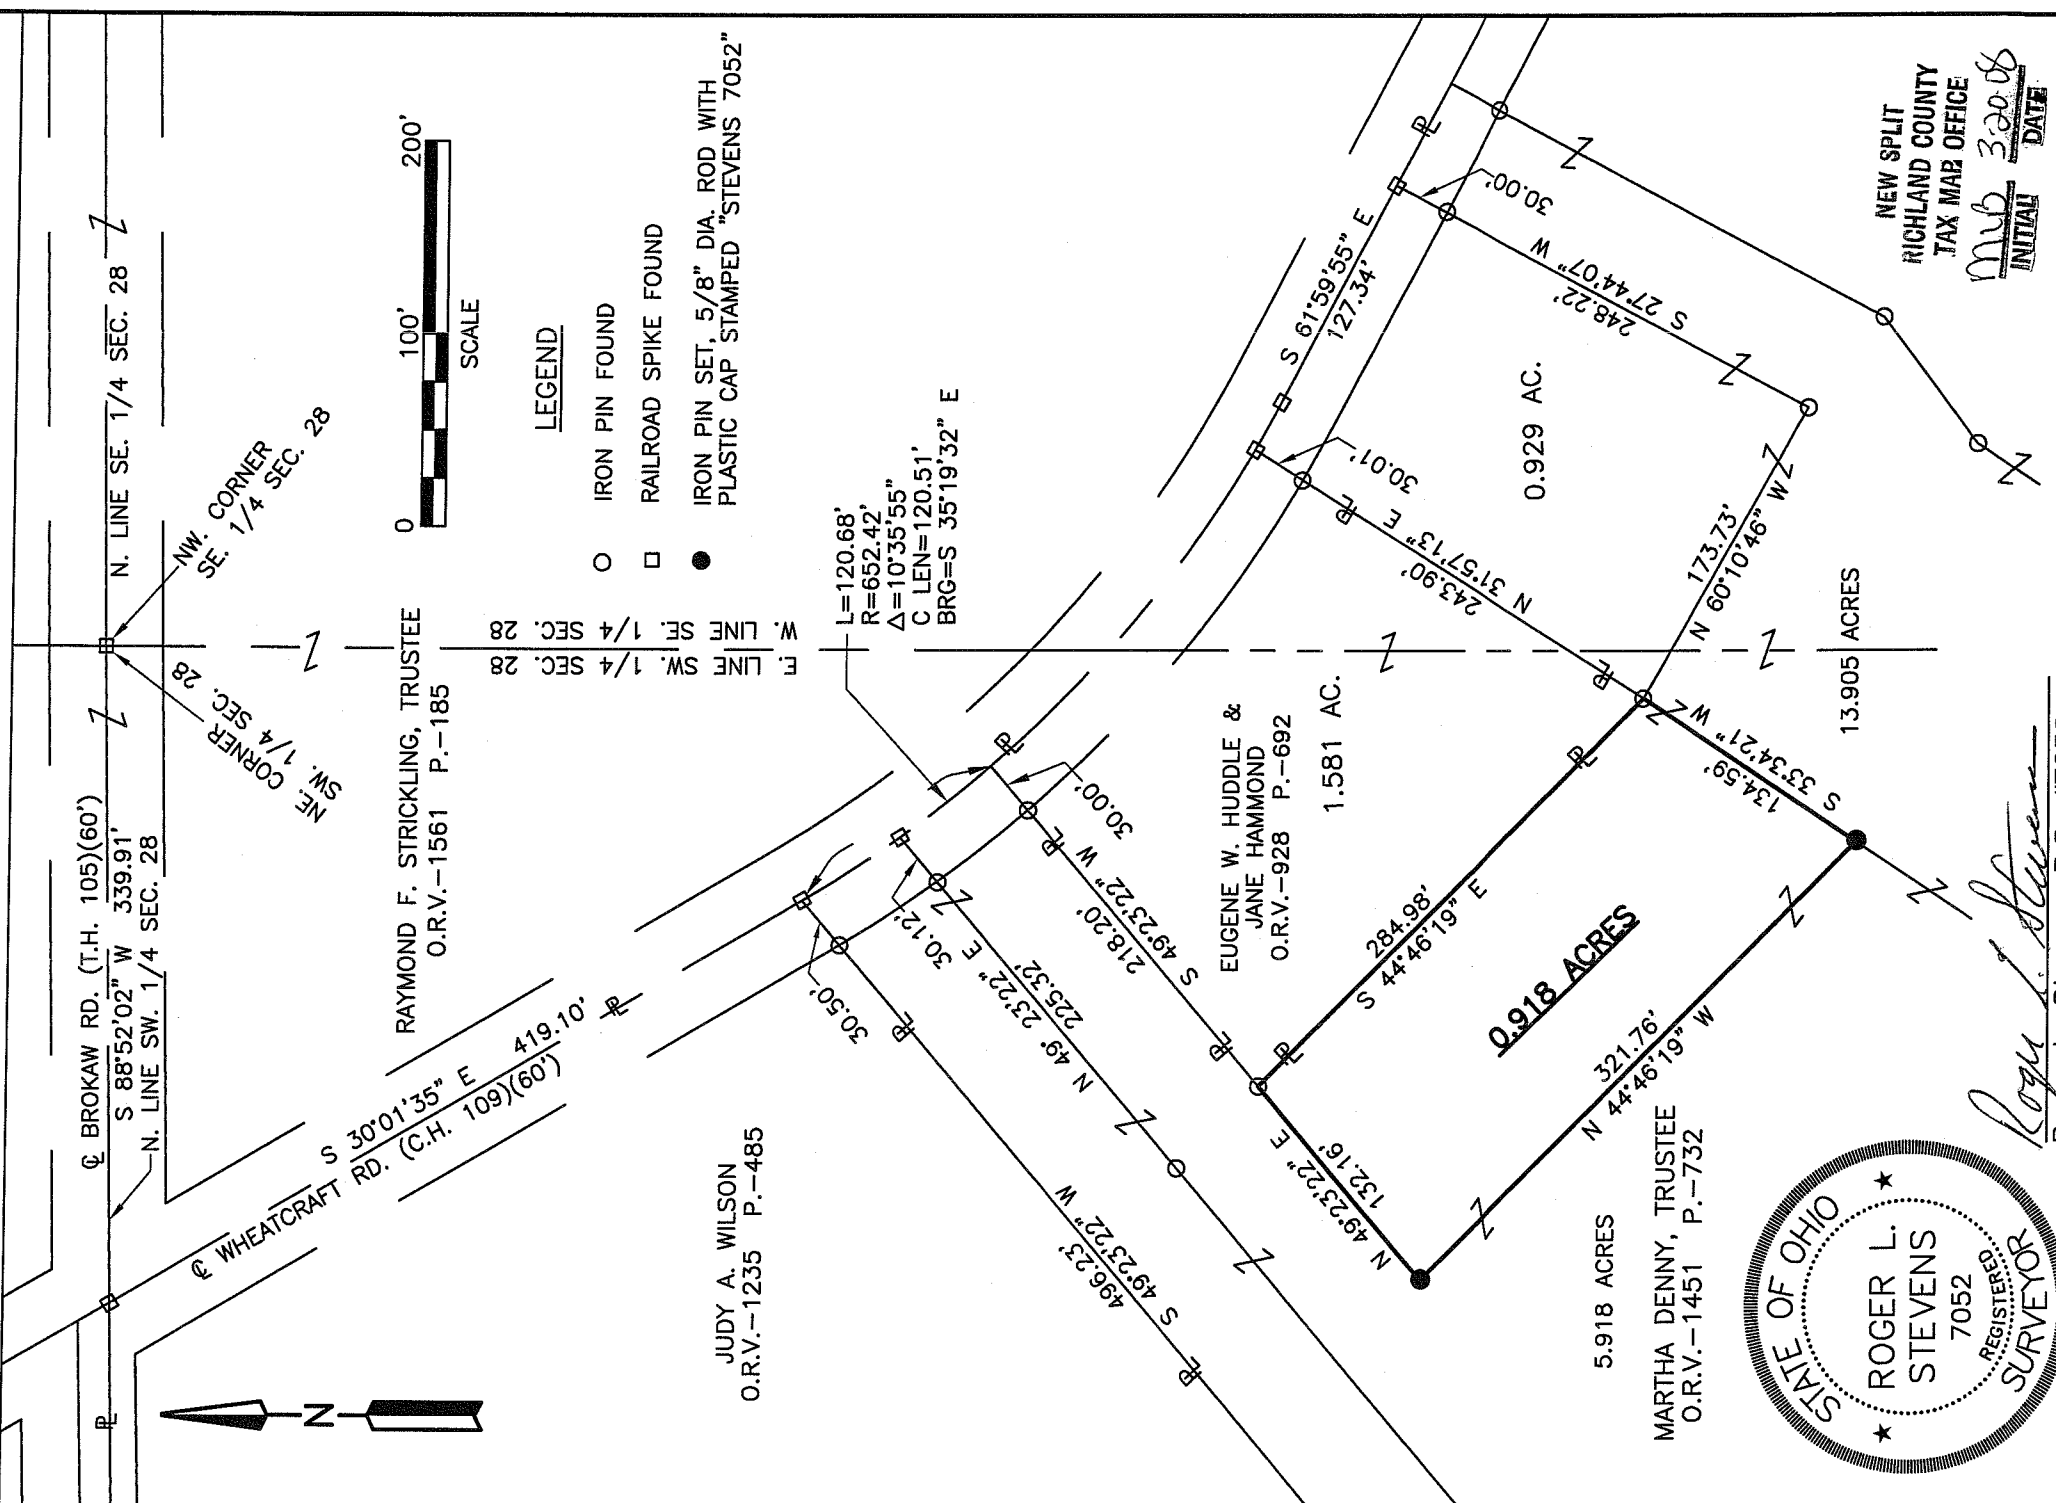 ℄ BROKAW RD. (T.H. 105)(60')
S 88°52'02" W 339.91'
N. LINE SW. 1/4 SEC. 28
N. LINE SE. 1/4 SEC. 28
NW. CORNER
SE. 1/4 SEC. 28
NE. CORNER
SW. 1/4 SEC. 28
S 30°01'35" E 419.10'
℄ WHEATCRAFT RD. (C.H. 109)(60')
N
RAYMOND F. STRICKLING, TRUSTEE
O.R.V.-1561 P.-185
0 100' 200'
SCALE
LEGEND
IRON PIN FOUND
RAILROAD SPIKE FOUND
IRON PIN SET, 5/8" DIA. ROD WITH
PLASTIC CAP STAMPED "STEVENS 7052"
W. LINE SE. 1/4 SEC. 28
E. LINE SW. 1/4 SEC. 28
L=120.68'
R=652.42'
Δ=10°35'55"
C LEN=120.51'
BRG=S 35°19'32" E
JUDY A. WILSON
O.R.V.-1235 P.-485
30.50'
496.23'
S 49°23'22" W
30.12'
N 49° 23'22" E
225.32'
30.00'
218.20'
S 49°23'22" W
EUGENE W. HUDDLE &
JANE HAMMOND
O.R.V.-928 P.-692
1.581 AC.
S 61°59'55" E
127.34'
30.01'
30.00'
N 31°57'13" E
243.90'
0.929 AC.
S 27°44'07" W
248.22'
173.73'
N 60°10'46" W
284.98'
S 44°46'19" E
0.918 ACRES
S 33°34'21" W
134.59'
13.905 ACRES
N 49°23'22" E
132.16'
321.76'
N 44°46'19" W
5.918 ACRES
MARTHA DENNY, TRUSTEE
O.R.V.-1451 P.-732
STATE OF OHIO
ROGER L.
STEVENS
7052
REGISTERED
SURVEYOR
NEW SPLIT
RICHLAND COUNTY
TAX MAP OFFICE
3-20-08
INITIAL DATE